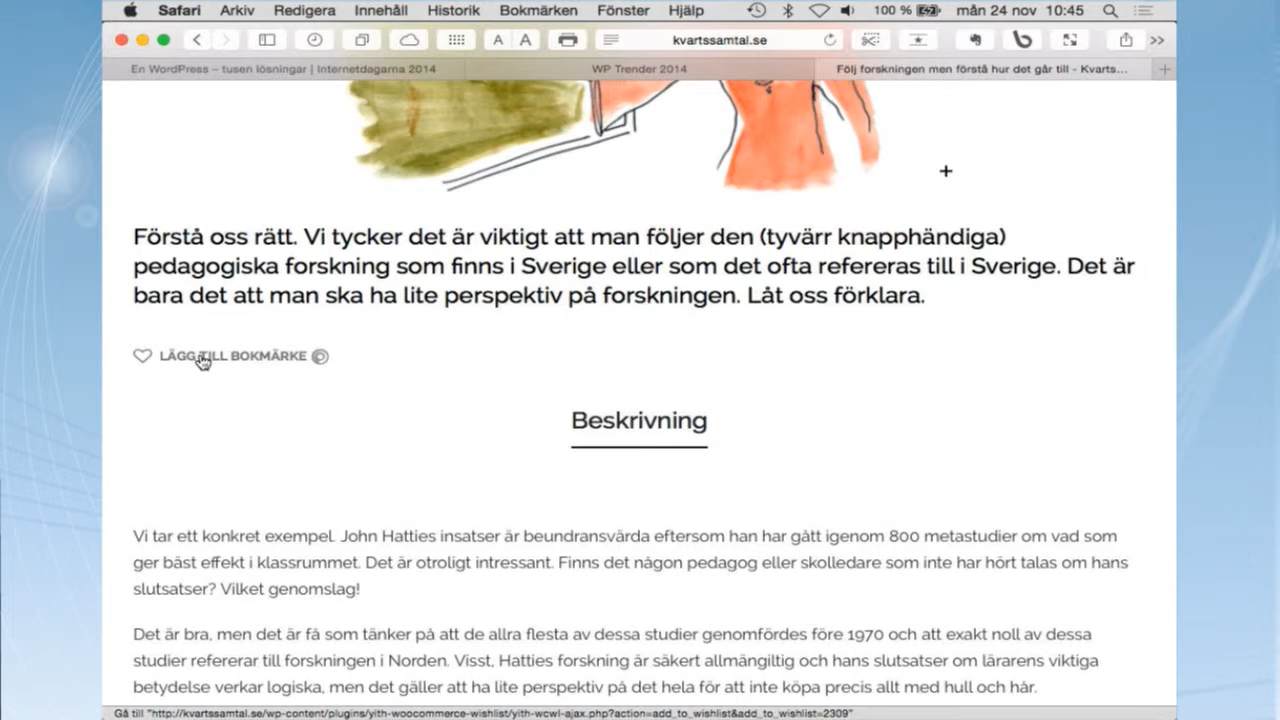 Safari Arkiv Redigera Innehåll Historik Bokmärken Fönster Hjälp 100 % mån 24 nov 10:45
A A kvartssamtal.se
En WordPress – tusen lösningar | Internetdagarna 2014 WP Trender 2014 Följ forskningen men förstå hur det går till - Kvarts...
Förstå oss rätt. Vi tycker det är viktigt att man följer den (tyvärr knapphändiga)
pedagogiska forskning som finns i Sverige eller som det ofta refereras till i Sverige. Det är
bara det att man ska ha lite perspektiv på forskningen. Låt oss förklara.
LÄGG TILL BOKMÄRKE
Beskrivning
Vi tar ett konkret exempel. John Hatties insatser är beundransvärda eftersom han har gått igenom 800 metastudier om vad som
ger bäst effekt i klassrummet. Det är otroligt intressant. Finns det någon pedagog eller skolledare som inte har hört talas om hans
slutsatser? Vilket genomslag!
Det är bra, men det är få som tänker på att de allra flesta av dessa studier genomfördes före 1970 och att exakt noll av dessa
studier refererar till forskningen i Norden. Visst, Hatties forskning är säkert allmängiltig och hans slutsatser om lärarens viktiga
betydelse verkar logiska, men det gäller att ha lite perspektiv på det hela för att inte köpa precis allt med hull och hår.
Gå till "http://kvartssamtal.se/wp-content/plugins/yith-woocommerce-wishlist/yith-wcwl-ajax.php?action=add_to_wishlist&add_to_wishlist=2309"